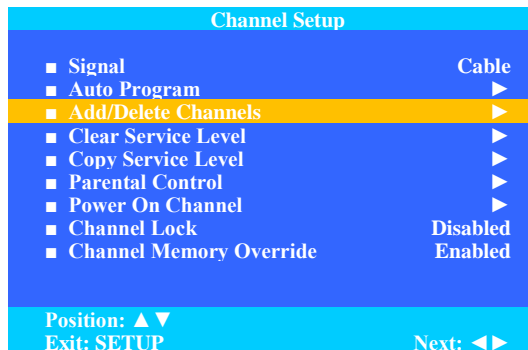 Channel Setup
■ Signal Cable
■ Auto Program ►
■ Add/Delete Channels ►
■ Clear Service Level ►
■ Copy Service Level ►
■ Parental Control ►
■ Power On Channel ►
■ Channel Lock Disabled
■ Channel Memory Override Enabled
Position: ▲▼
Exit: SETUP Next: ◄►